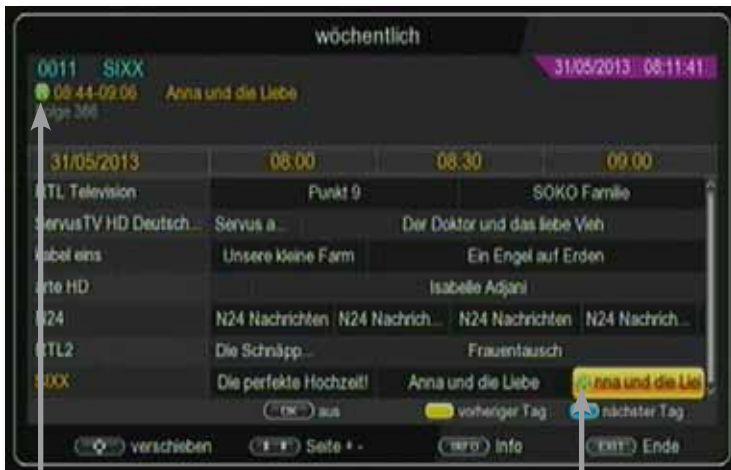 wöchentlich
0011 SIXX 31/05/2013 08:11:41
08:44-09:06 Anna und die Liebe
Folge 366
31/05/2013 08:00 08:30 09:00
RTL Television Punkt 9 SOKO Familie
ServusTV HD Deutsch... Servus a... Der Doktor und das liebe Vieh
kabel eins Unsere kleine Farm Ein Engel auf Erden
arte HD Isabelle Adjani
N24 N24 Nachrichten N24 Nachrich... N24 Nachrichten N24 Nachrich...
RTL2 Die Schnäpp... Frauentausch
SIXX Die perfekte Hochzeit! Anna und die Liebe Anna und die Lie
OK aus vorheriger Tag nächster Tag
verschieben Seite + - INFO Info EXIT Ende